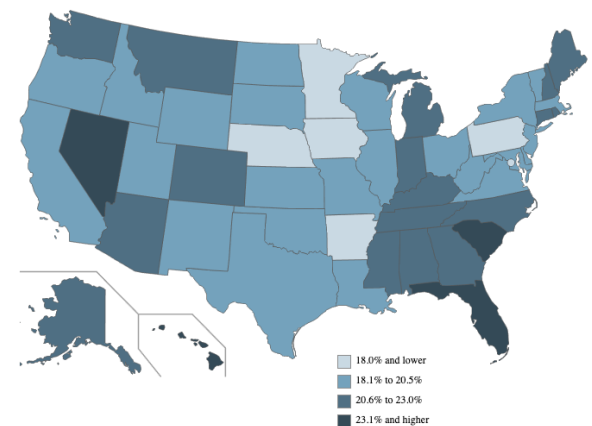 18.0% and lower
18.1% to 20.5%
20.6% to 23.0%
23.1% and higher